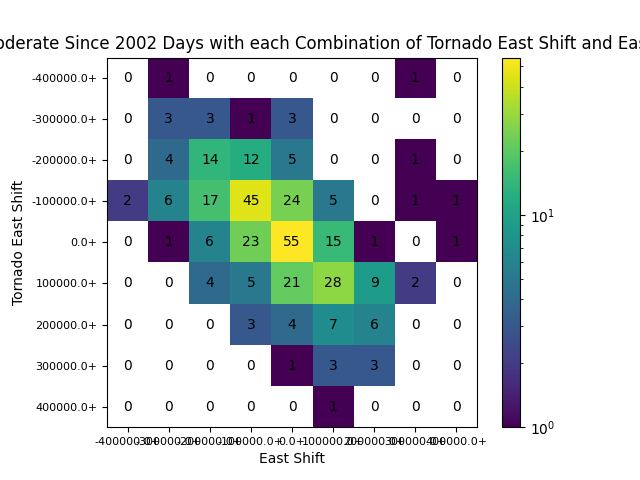 oderate Since 2002 Days with each Combination of Tornado East Shift and Eas
Tornado East Shift
-400000.0+ 0 1 0 0 0 0 0 1 0
-300000.0+ 0 3 3 1 3 0 0 0 0
-200000.0+ 0 4 14 12 5 0 0 1 0
-100000.0+ 2 6 17 45 24 5 0 1 1
0.0+ 0 1 6 23 55 15 1 0 1
100000.0+ 0 0 4 5 21 28 9 2 0
200000.0+ 0 0 0 3 4 7 6 0 0
300000.0+ 0 0 0 0 1 3 3 0 0
400000.0+ 0 0 0 0 0 1 0 0 0
0.0+
East Shift
10¹
10⁰